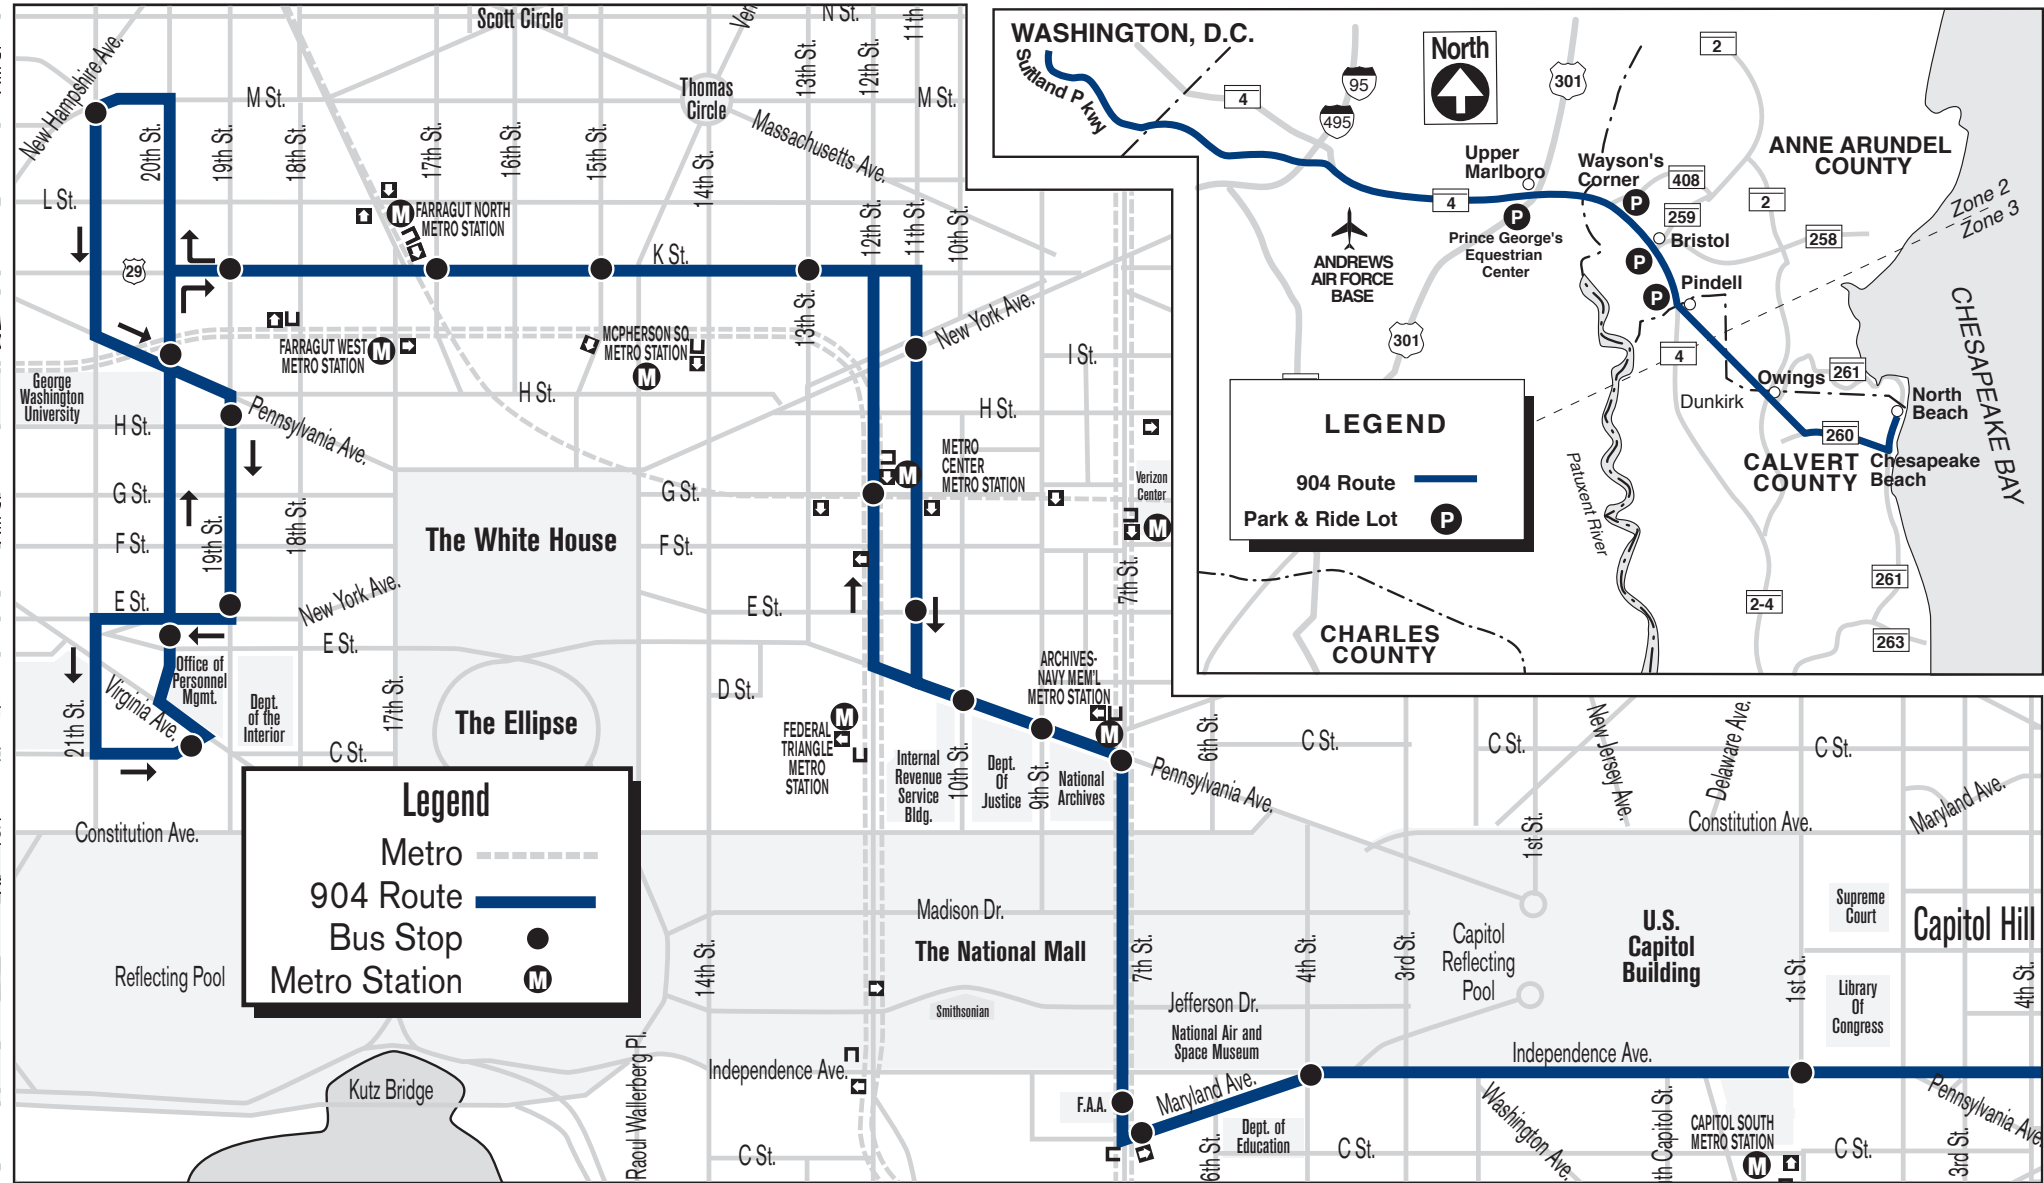 Scott Circle
Ven
N St.
11th
New Hampshire Ave.
M St.
Thomas
Circle
13th St.
12th St.
M St.
Massachusetts Ave.
20th St.
19th St.
18th St.
17th St.
16th St.
15th St.
14th St.
L St.
M
FARRAGUT NORTH
METRO STATION
12th St.
11th St.
10th St.
29
K St.
13th St.
New York Ave.
FARRAGUT WEST
METRO STATION
M
MCPHERSON SQ.
METRO STATION
M
I St.
George
Washington
University
H St.
H St.
H St.
Pennsylvania Ave.
METRO
CENTER
METRO STATION
M
G St.
G St.
Verizon
Center
M
18th St.
19th St.
F St.
The White House
F St.
7th St.
E St.
New York Ave.
E St.
E St.
Office of
Personnel
Mgmt.
Virginia Ave.
21th St.
Dept.
of the
Interior
17th St.
The Ellipse
D St.
ARCHIVES-
NAVY MEM'L
METRO STATION
M
C St.
M
FEDERAL
TRIANGLE
METRO
STATION
Internal
Revenue
Service
Bldg.
10th St.
Dept.
Of
Justice
9th St.
National
Archives
Pennsylvania Ave.
6th St.
C St.
C St.
New Jersey Ave.
Delaware Ave.
C St.
Maryland Ave.
Constitution Ave.
1st St.
Constitution Ave.
Legend
Metro
904 Route
Bus Stop
Metro Station
M
Reflecting Pool
Madison Dr.
The National Mall
14th St.
7th St.
4th St.
3rd St.
Capitol
Reflecting
Pool
U.S.
Capitol
Building
Supreme
Court
Capitol Hill
1st St.
Library
Of
Congress
4th St.
Smithsonian
Jefferson Dr.
National Air and
Space Museum
Independence Ave.
Independence Ave.
Kutz Bridge
Raoul Wallerberg Pl.
F.A.A.
Maryland Ave.
C St.
6th St.
Dept. of
Education
C St.
Washington Ave.
th Capitol St.
CAPITOL SOUTH
METRO STATION
M
C St.
3rd St.
Pennsylvania Ave.
WASHINGTON, D.C.
Suitland Pkwy
4
95
495
North
301
2
ANNE ARUNDEL
COUNTY
Upper
Marlboro
Wayson's
Corner
408
4
P
P
259
2
Prince George's
Equestrian
Center
Bristol
258
Zone 2
Zone 3
ANDREWS
AIR FORCE
BASE
P
P
Pindell
301
4
Owings
261
Dunkirk
North
Beach
260
CALVERT
COUNTY
Chesapeake
Beach
CHESAPEAKE BAY
Patuxent River
LEGEND
904 Route
Park & Ride Lot
P
261
2-4
263
CHARLES
COUNTY